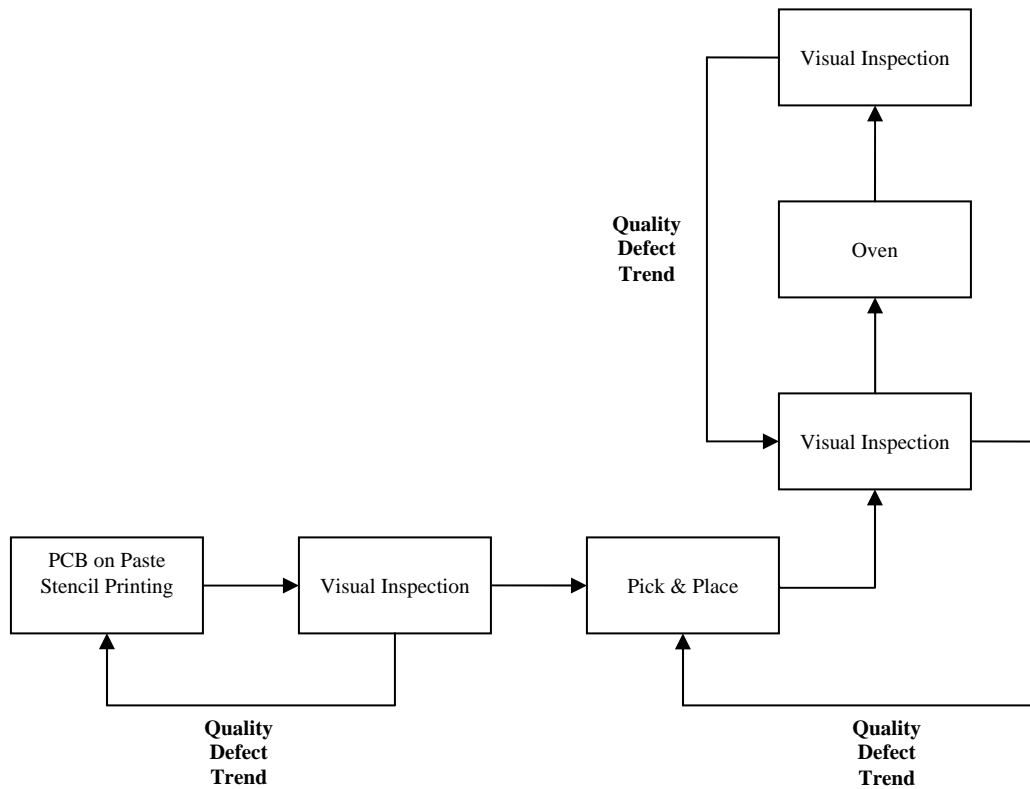 Visual Inspection
Quality
Defect
Trend
Oven
Visual Inspection
PCB on Paste
Stencil Printing
Visual Inspection
Pick & Place
Quality
Defect
Trend
Quality
Defect
Trend